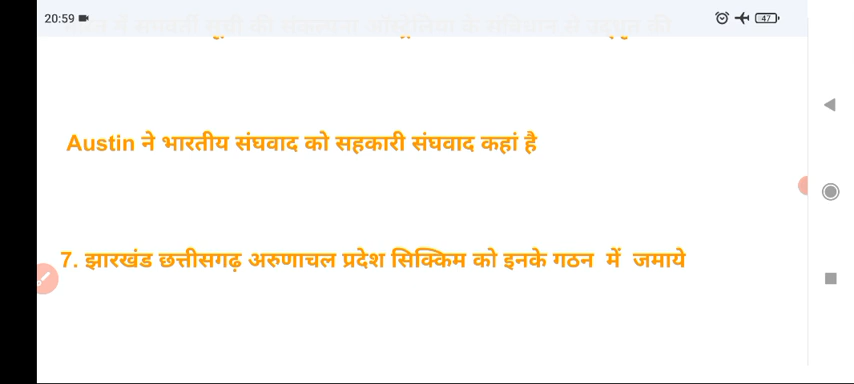 20:59
47
Austin ने भारतीय संघवाद को सहकारी संघवाद कहां है
7. झारखंड छत्तीसगढ़ अरुणाचल प्रदेश सिक्किम को इनके गठन में जमाये